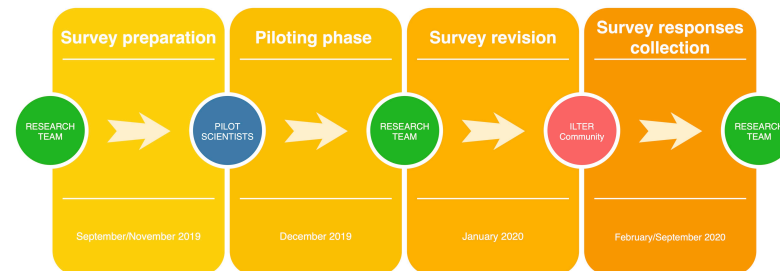 Survey preparation
Piloting phase
Survey revision
Survey responses
collection
RESEARCH
TEAM
PILOT
SCIENTISTS
RESEARCH
TEAM
ILTER
Community
RESEARCH
TEAM
September/November 2019
December 2019
January 2020
February/September 2020